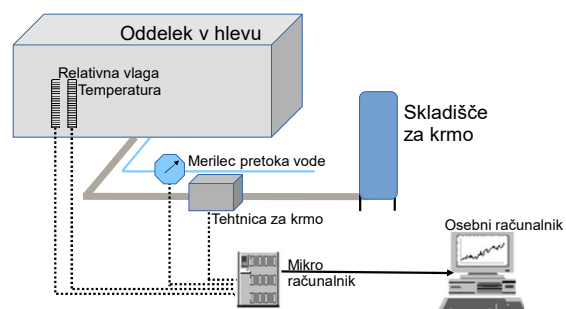 Oddelek v hlevu
Relativna vlaga
Temperatura
Skladišče
za krmo
Merilec pretoka vode
Tehtnica za krmo
Osebni računalnik
Mikro
računalnik